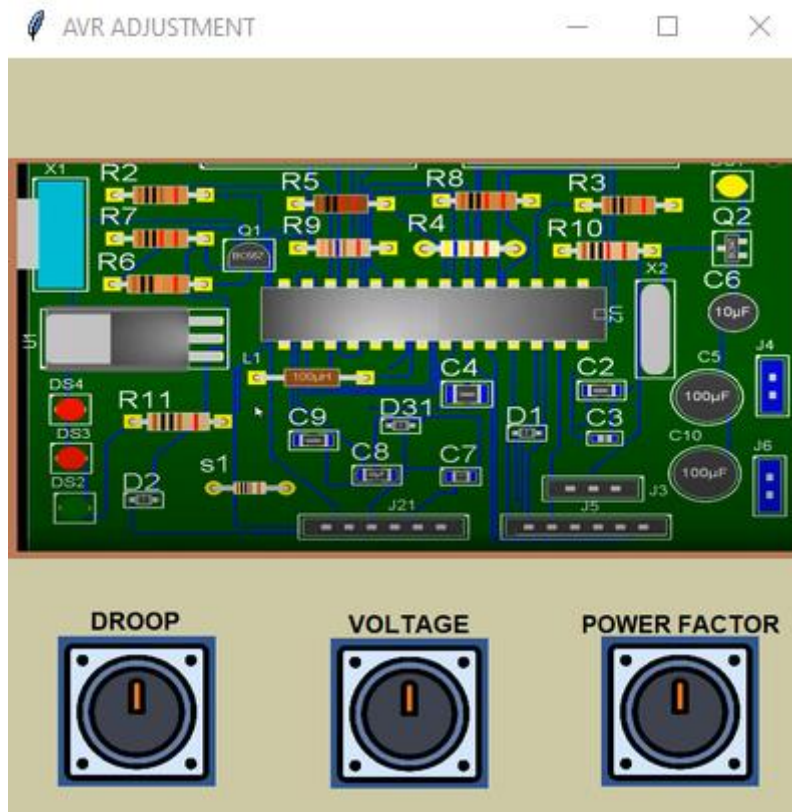 AVR ADJUSTMENT
X1
R2
R5
R8
R3
R7
R9
R4
R10
Q1
Q2
R6
X2
C6
10µF
L1
100µH
C4
C2
C5
J4
100µF
DS4
R11
C9
D31
D1
C3
DS3
C10
J6
s1
C8
C7
100µF
DS2
D2
J21
J5
J3
DROOP
VOLTAGE
POWER FACTOR